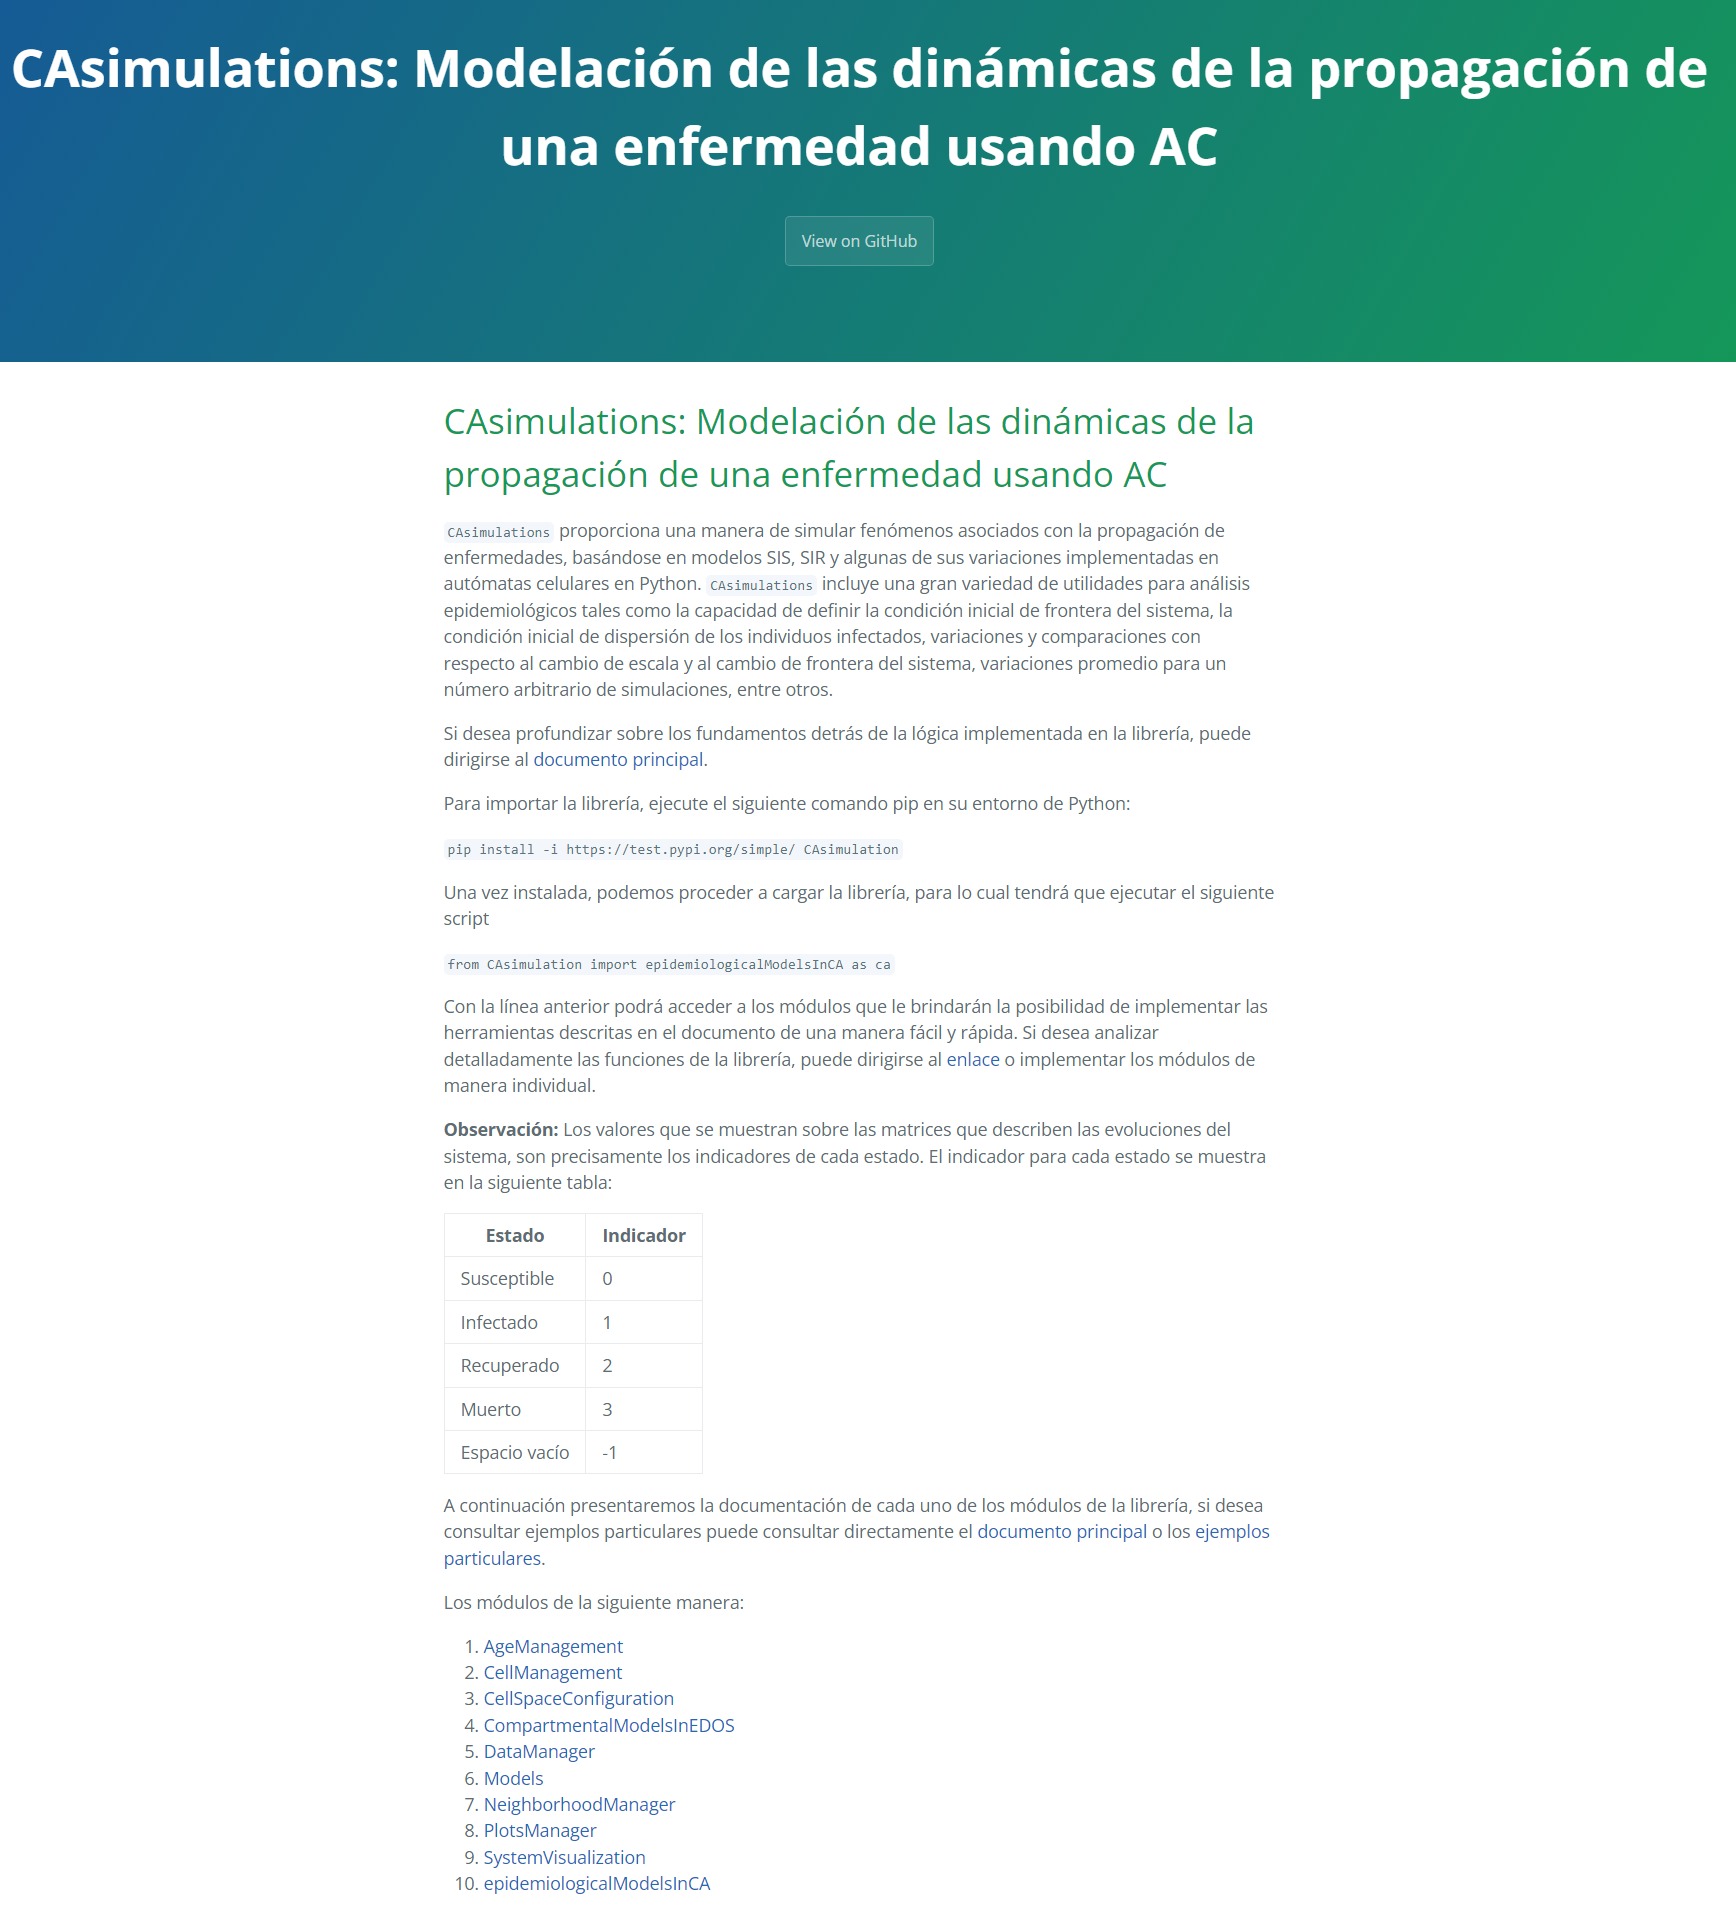 CAsimulations: Modelación de las dinámicas de la propagación de
una enfermedad usando AC
View on GitHub
CAsimulations: Modelación de las dinámicas de la
propagación de una enfermedad usando AC
CAsimulations proporciona una manera de simular fenómenos asociados con la propagación de
enfermedades, basándose en modelos SIS, SIR y algunas de sus variaciones implementadas en
autómatas celulares en Python. CAsimulations incluye una gran variedad de utilidades para análisis
epidemiológicos tales como la capacidad de definir la condición inicial de frontera del sistema, la
condición inicial de dispersión de los individuos infectados, variaciones y comparaciones con
respecto al cambio de escala y al cambio de frontera del sistema, variaciones promedio para un
número arbitrario de simulaciones, entre otros.
Si desea profundizar sobre los fundamentos detrás de la lógica implementada en la librería, puede
dirigirse al documento principal.
Para importar la librería, ejecute el siguiente comando pip en su entorno de Python:
pip install -i https://test.pypi.org/simple/ CAsimulation
Una vez instalada, podemos proceder a cargar la librería, para lo cual tendrá que ejecutar el siguiente
script
from CAsimulation import epidemiologicalModelsInCA as ca
Con la línea anterior podrá acceder a los módulos que le brindarán la posibilidad de implementar las
herramientas descritas en el documento de una manera fácil y rápida. Si desea analizar
detalladamente las funciones de la librería, puede dirigirse al enlace o implementar los módulos de
manera individual.
Observación: Los valores que se muestran sobre las matrices que describen las evoluciones del
sistema, son precisamente los indicadores de cada estado. El indicador para cada estado se muestra
en la siguiente tabla:
Estado Indicador
Susceptible 0
Infectado 1
Recuperado 2
Muerto 3
Espacio vacío -1
A continuación presentaremos la documentación de cada uno de los módulos de la librería, si desea
consultar ejemplos particulares puede consultar directamente el documento principal o los ejemplos
particulares.
Los módulos de la siguiente manera:
1. AgeManagement
2. CellManagement
3. CellSpaceConfiguration
4. CompartmentalModelsInEDOS
5. DataManager
6. Models
7. NeighborhoodManager
8. PlotsManager
9. SystemVisualization
10. epidemiologicalModelsInCA